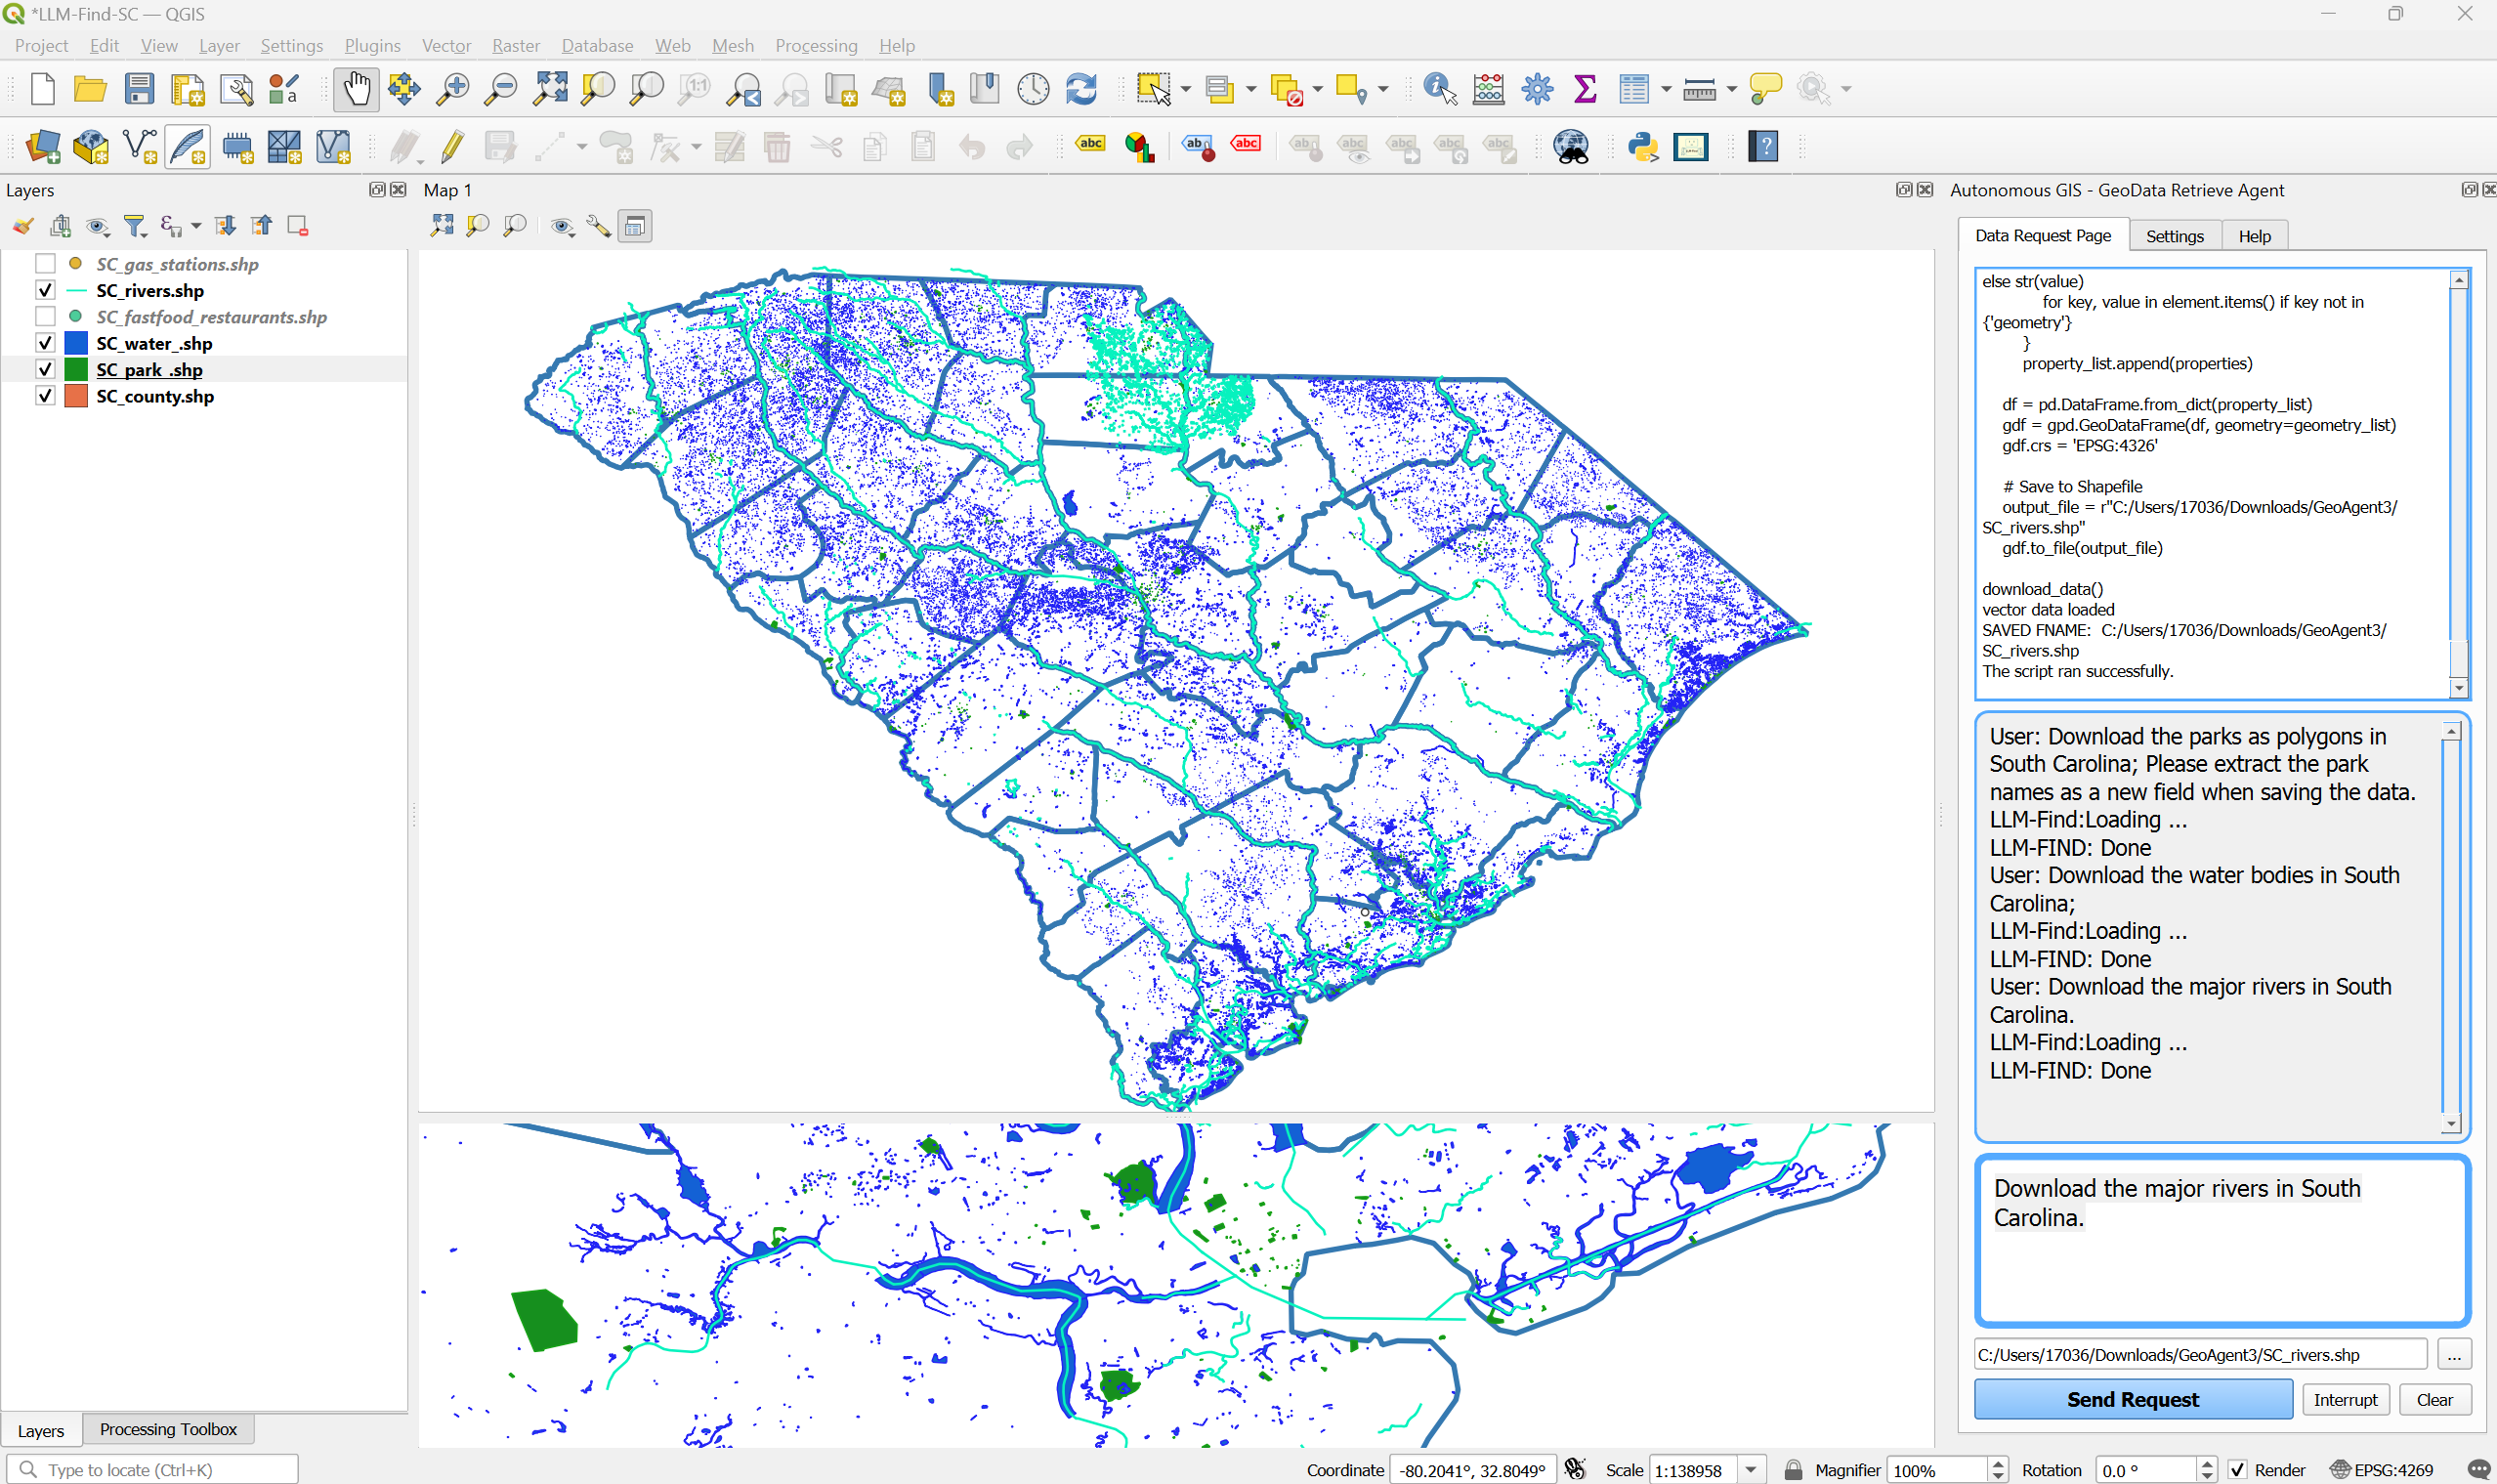 *LLM-Find-SC — QGIS
Project Edit View Layer Settings Plugins Vector Raster Database Web Mesh Processing Help
Layers
Map 1
Autonomous GIS - GeoData Retrieve Agent
Data Request Page Settings Help
SC_gas_stations.shp
SC_rivers.shp
SC_fastfood_restaurants.shp
SC_water_.shp
SC_park_.shp
SC_county.shp
else str(value)
for key, value in element.items() if key not in
{'geometry'}
}
property_list.append(properties)
df = pd.DataFrame.from_dict(property_list)
gdf = gpd.GeoDataFrame(df, geometry=geometry_list)
gdf.crs = 'EPSG:4326'
# Save to Shapefile
output_file = r"C:/Users/17036/Downloads/GeoAgent3/
SC_rivers.shp"
gdf.to_file(output_file)
download_data()
vector data loaded
SAVED FNAME: C:/Users/17036/Downloads/GeoAgent3/
SC_rivers.shp
The script ran successfully.
User: Download the parks as polygons in
South Carolina; Please extract the park
names as a new field when saving the data.
LLM-Find:Loading ...
LLM-FIND: Done
User: Download the water bodies in South
Carolina;
LLM-Find:Loading ...
LLM-FIND: Done
User: Download the major rivers in South
Carolina.
LLM-Find:Loading ...
LLM-FIND: Done
Download the major rivers in South
Carolina.
C:/Users/17036/Downloads/GeoAgent3/SC_rivers.shp ...
Send Request Interrupt Clear
Layers Processing Toolbox
Type to locate (Ctrl+K)
Coordinate -80.2041°, 32.8049° Scale 1:138958 Magnifier 100% Rotation 0.0 ° Render EPSG:4269